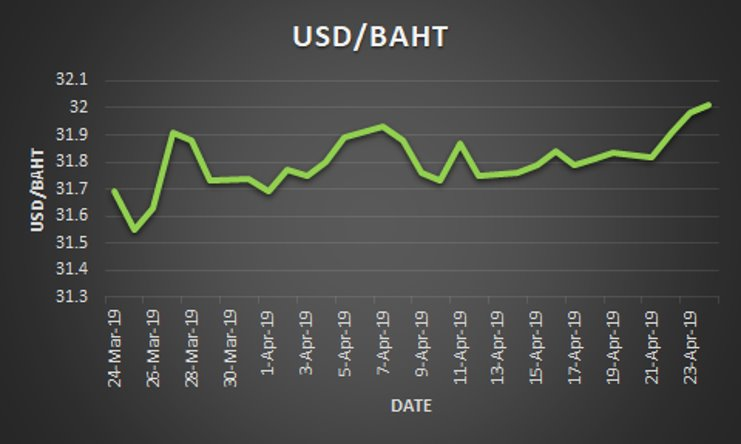 USD/BAHT
USD/BAHT
32.1
32
31.9
31.8
31.7
31.6
31.5
31.4
31.3
24-Mar-19
26-Mar-19
28-Mar-19
30-Mar-19
1-Apr-19
3-Apr-19
5-Apr-19
7-Apr-19
9-Apr-19
11-Apr-19
13-Apr-19
15-Apr-19
17-Apr-19
19-Apr-19
21-Apr-19
23-Apr-19
DATE